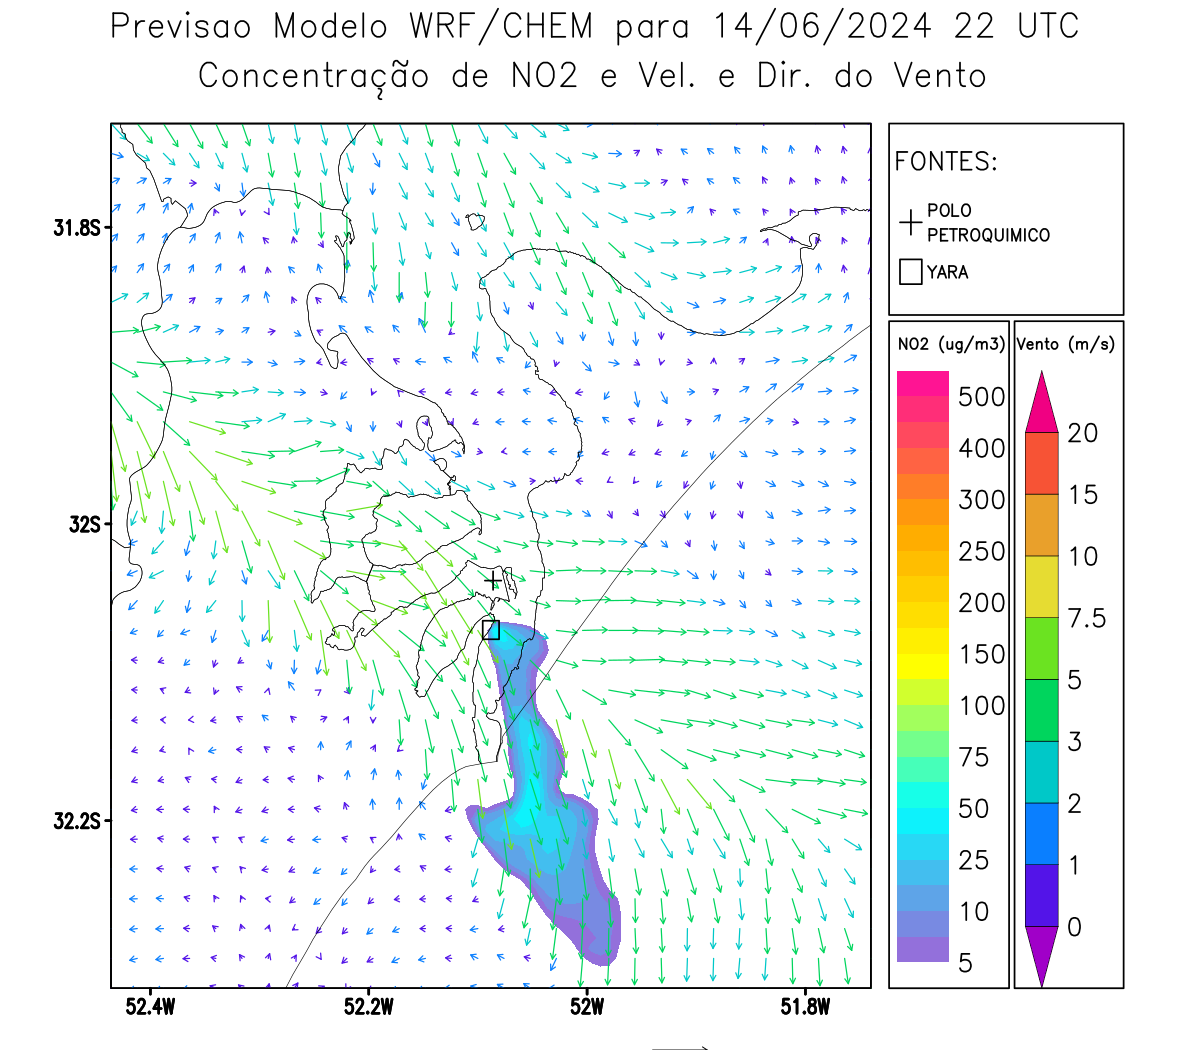 Previsao Modelo WRF/CHEM para 14/06/2024 22 UTC
Concentração de NO2 e Vel. e Dir. do Vento
FONTES:
POLO
PETROQUIMICO
YARA
NO2 (ug/m3)
500
400
300
250
200
150
100
75
50
25
10
5
Vento (m/s)
20
15
10
7.5
5
3
2
1
0
31.8S
32S
32.2S
52.4W
52.2W
52W
51.8W